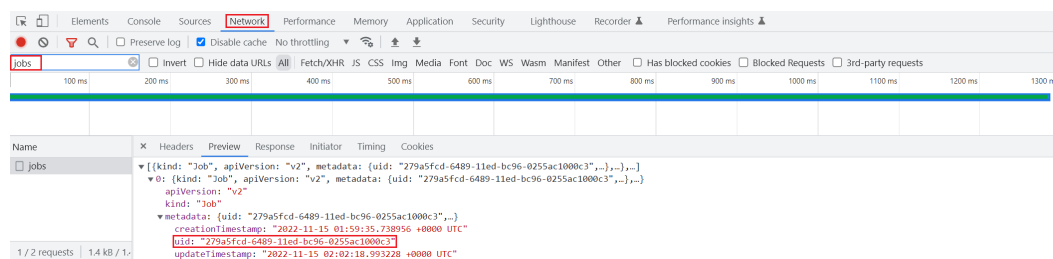 Elements Console Sources Network Performance Memory Application Security Lighthouse Recorder Performance insights
Preserve log Disable cache No throttling
jobs Invert Hide data URLs All Fetch/XHR JS CSS Img Media Font Doc WS Wasm Manifest Other Has blocked cookies Blocked Requests 3rd-party requests
100 ms 200 ms 300 ms 400 ms 500 ms 600 ms 700 ms 800 ms 900 ms 1000 ms 1100 ms 1200 ms 1300 m
Name × Headers Preview Response Initiator Timing Cookies
jobs ▼[{kind: "Job", apiVersion: "v2", metadata: {uid: "279a5fcd-6489-11ed-bc96-0255ac1000c3",…},…},…]
▼0: {kind: "Job", apiVersion: "v2", metadata: {uid: "279a5fcd-6489-11ed-bc96-0255ac1000c3",…},…}
apiVersion: "v2"
kind: "Job"
▼metadata: {uid: "279a5fcd-6489-11ed-bc96-0255ac1000c3",…}
creationTimestamp: "2022-11-15 01:59:35.738956 +0000 UTC"
uid: "279a5fcd-6489-11ed-bc96-0255ac1000c3"
1 / 2 requests 1.4 kB / 1. updateTimestamp: "2022-11-15 02:02:18.993228 +0000 UTC"